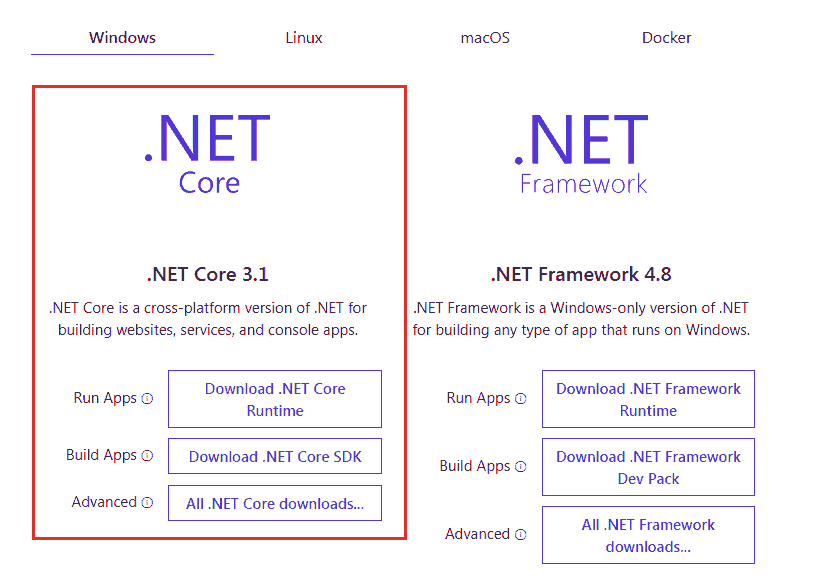 Windows
Linux
macOS
Docker
.NET
Core
.NET Core 3.1
.NET Core is a cross-platform version of .NET for
building websites, services, and console apps.
Run Apps
Download .NET Core
Runtime
Build Apps
Download .NET Core SDK
Advanced
All .NET Core downloads...
.NET
Framework
.NET Framework 4.8
.NET Framework is a Windows-only version of .NET
for building any type of app that runs on Windows.
Run Apps
Download .NET Framework
Runtime
Build Apps
Download .NET Framework
Dev Pack
Advanced
All .NET Framework
downloads...